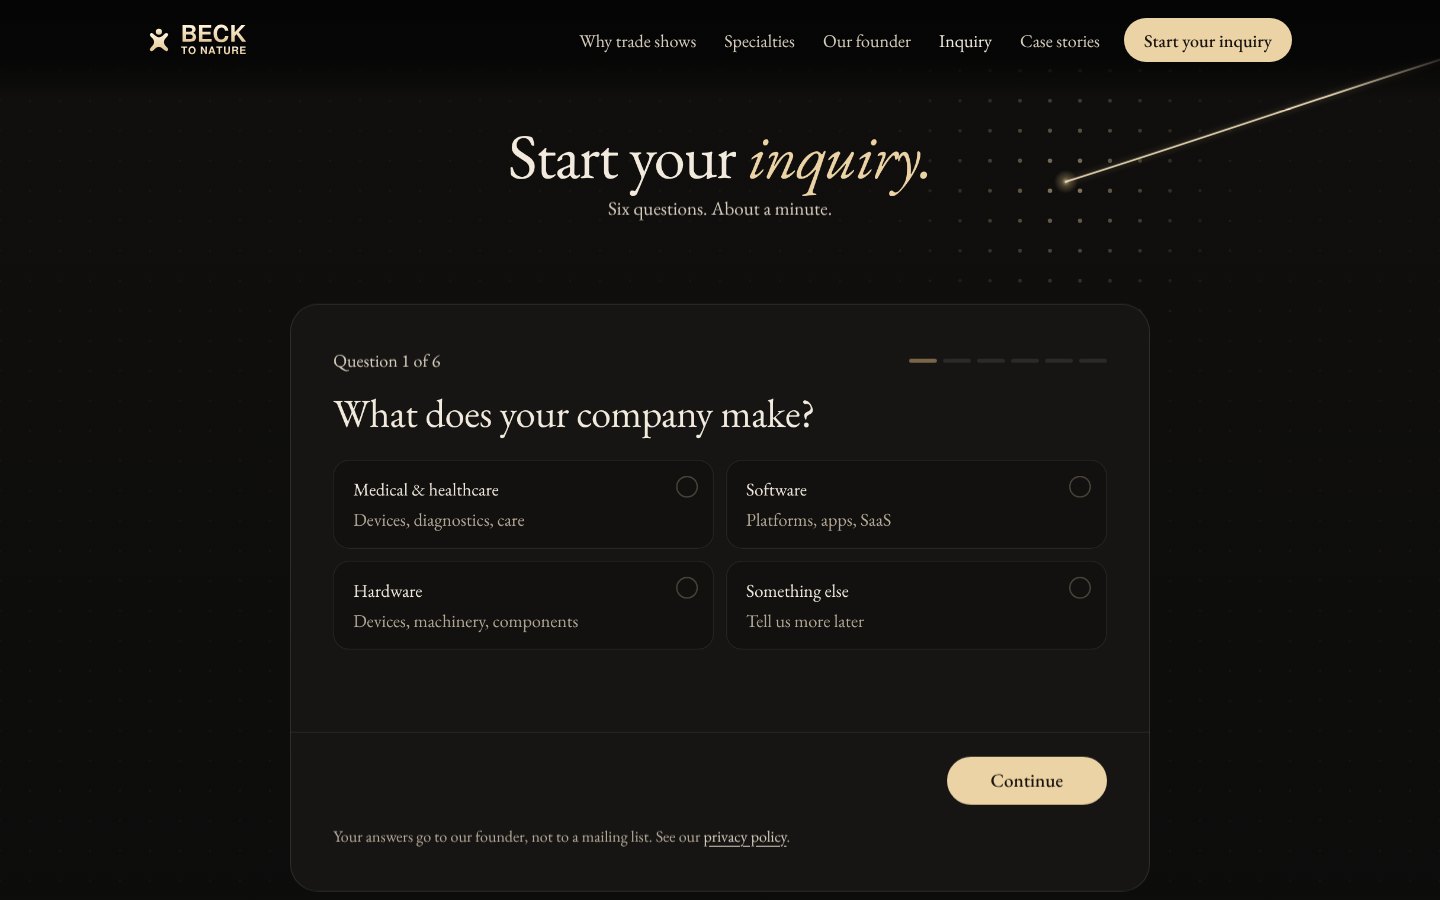 BECK
TO NATURE
Why trade shows
Specialties
Our founder
Inquiry
Case stories
Start your inquiry
Start your inquiry.
Six questions. About a minute.
Question 1 of 6
What does your company make?
Medical & healthcare
Devices, diagnostics, care
Software
Platforms, apps, SaaS
Hardware
Devices, machinery, components
Something else
Tell us more later
Continue
Your answers go to our founder, not to a mailing list. See our privacy policy.